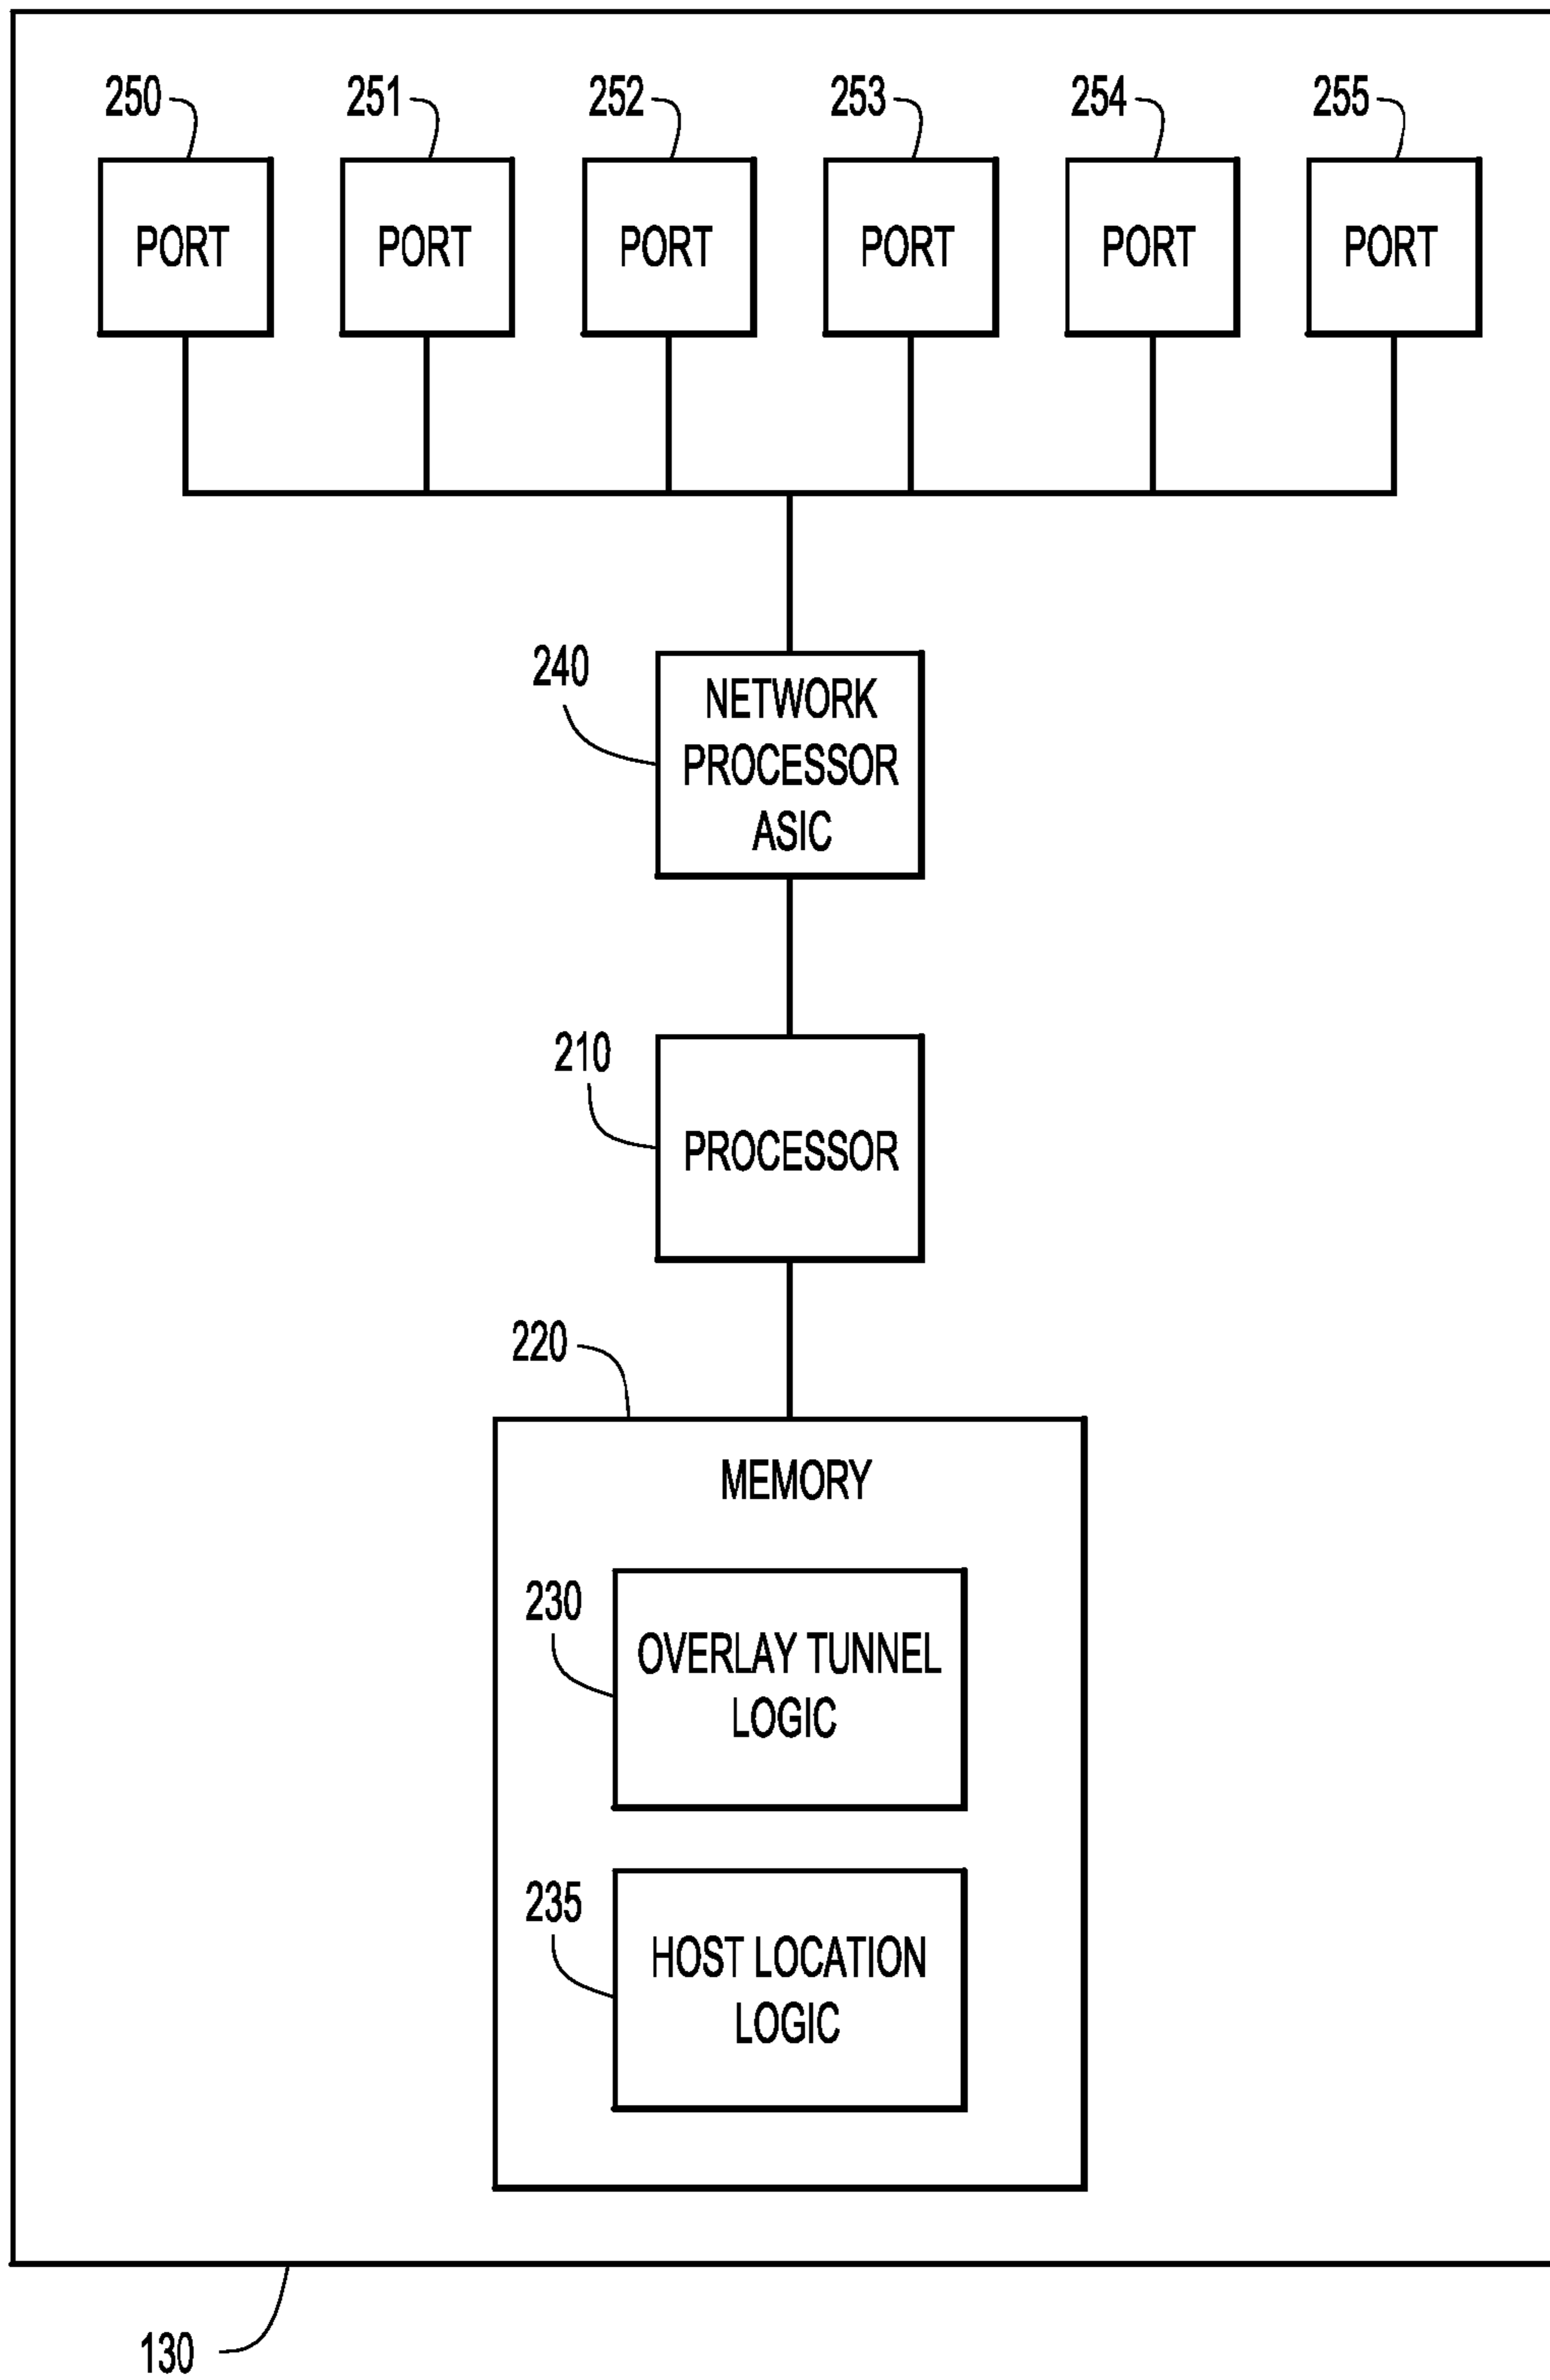 250 251 252 253 254 255
PORT PORT PORT PORT PORT PORT
240
NETWORK
PROCESSOR
ASIC
210
PROCESSOR
220
MEMORY
230
OVERLAY TUNNEL
LOGIC
235
HOST LOCATION
LOGIC
130